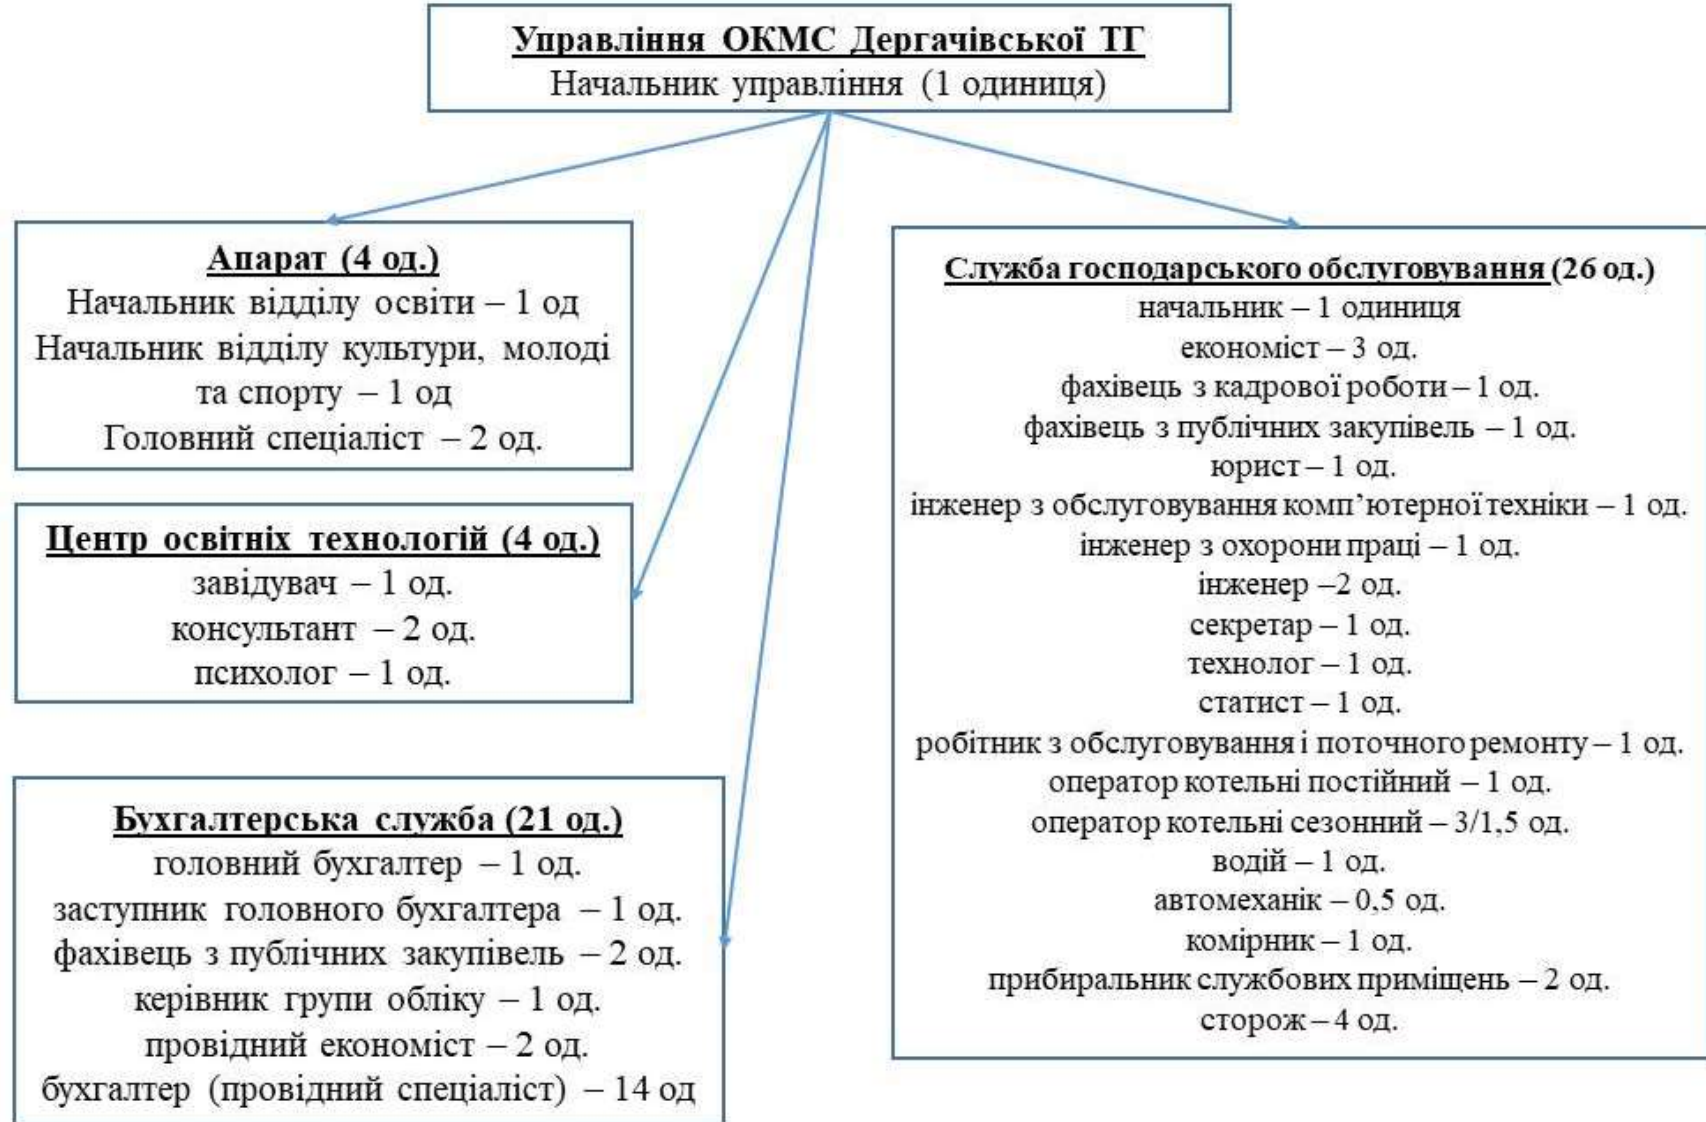 Управління ОКМС Дергачівської ТГ
Начальник управління (1 одиниця)
Апарат (4 од.)
Начальник відділу освіти – 1 од
Начальник відділу культури, молоді
та спорту – 1 од
Головний спеціаліст – 2 од.
Центр освітніх технологій (4 од.)
завідувач – 1 од.
консультант – 2 од.
психолог – 1 од.
Бухгалтерська служба (21 од.)
головний бухгалтер – 1 од.
заступник головного бухгалтера – 1 од.
фахівець з публічних закупівель – 2 од.
керівник групи обліку – 1 од.
провідний економіст – 2 од.
бухгалтер (провідний спеціаліст) – 14 од
Служба господарського обслуговування (26 од.)
начальник – 1 одиниця
економіст – 3 од.
фахівець з кадрової роботи – 1 од.
фахівець з публічних закупівель – 1 од.
юрист – 1 од.
інженер з обслуговування комп’ютерної техніки – 1 од.
інженер з охорони праці – 1 од.
інженер –2 од.
секретар – 1 од.
технолог – 1 од.
статист – 1 од.
робітник з обслуговування і поточного ремонту – 1 од.
оператор котельні постійний – 1 од.
оператор котельні сезонний – 3/1,5 од.
водій – 1 од.
автомеханік – 0,5 од.
комірник – 1 од.
прибиральник службових приміщень – 2 од.
сторож – 4 од.